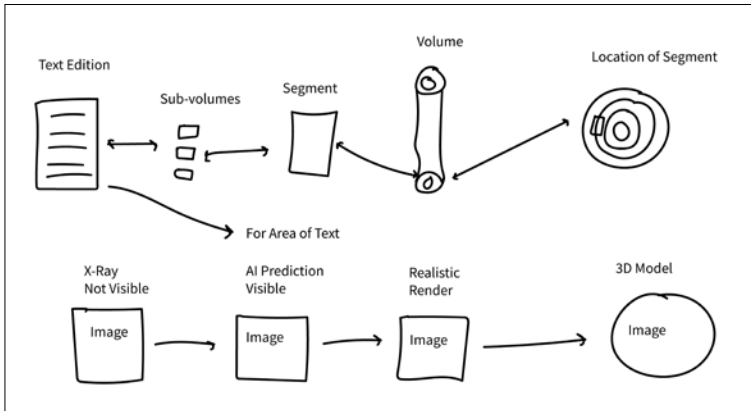 Text Edition
Sub-volumes
Segment
Volume
Location of Segment
For Area of Text
X-Ray
Not Visible
AI Prediction
Visible
Realistic
Render
3D Model
Image
Image
Image
Image